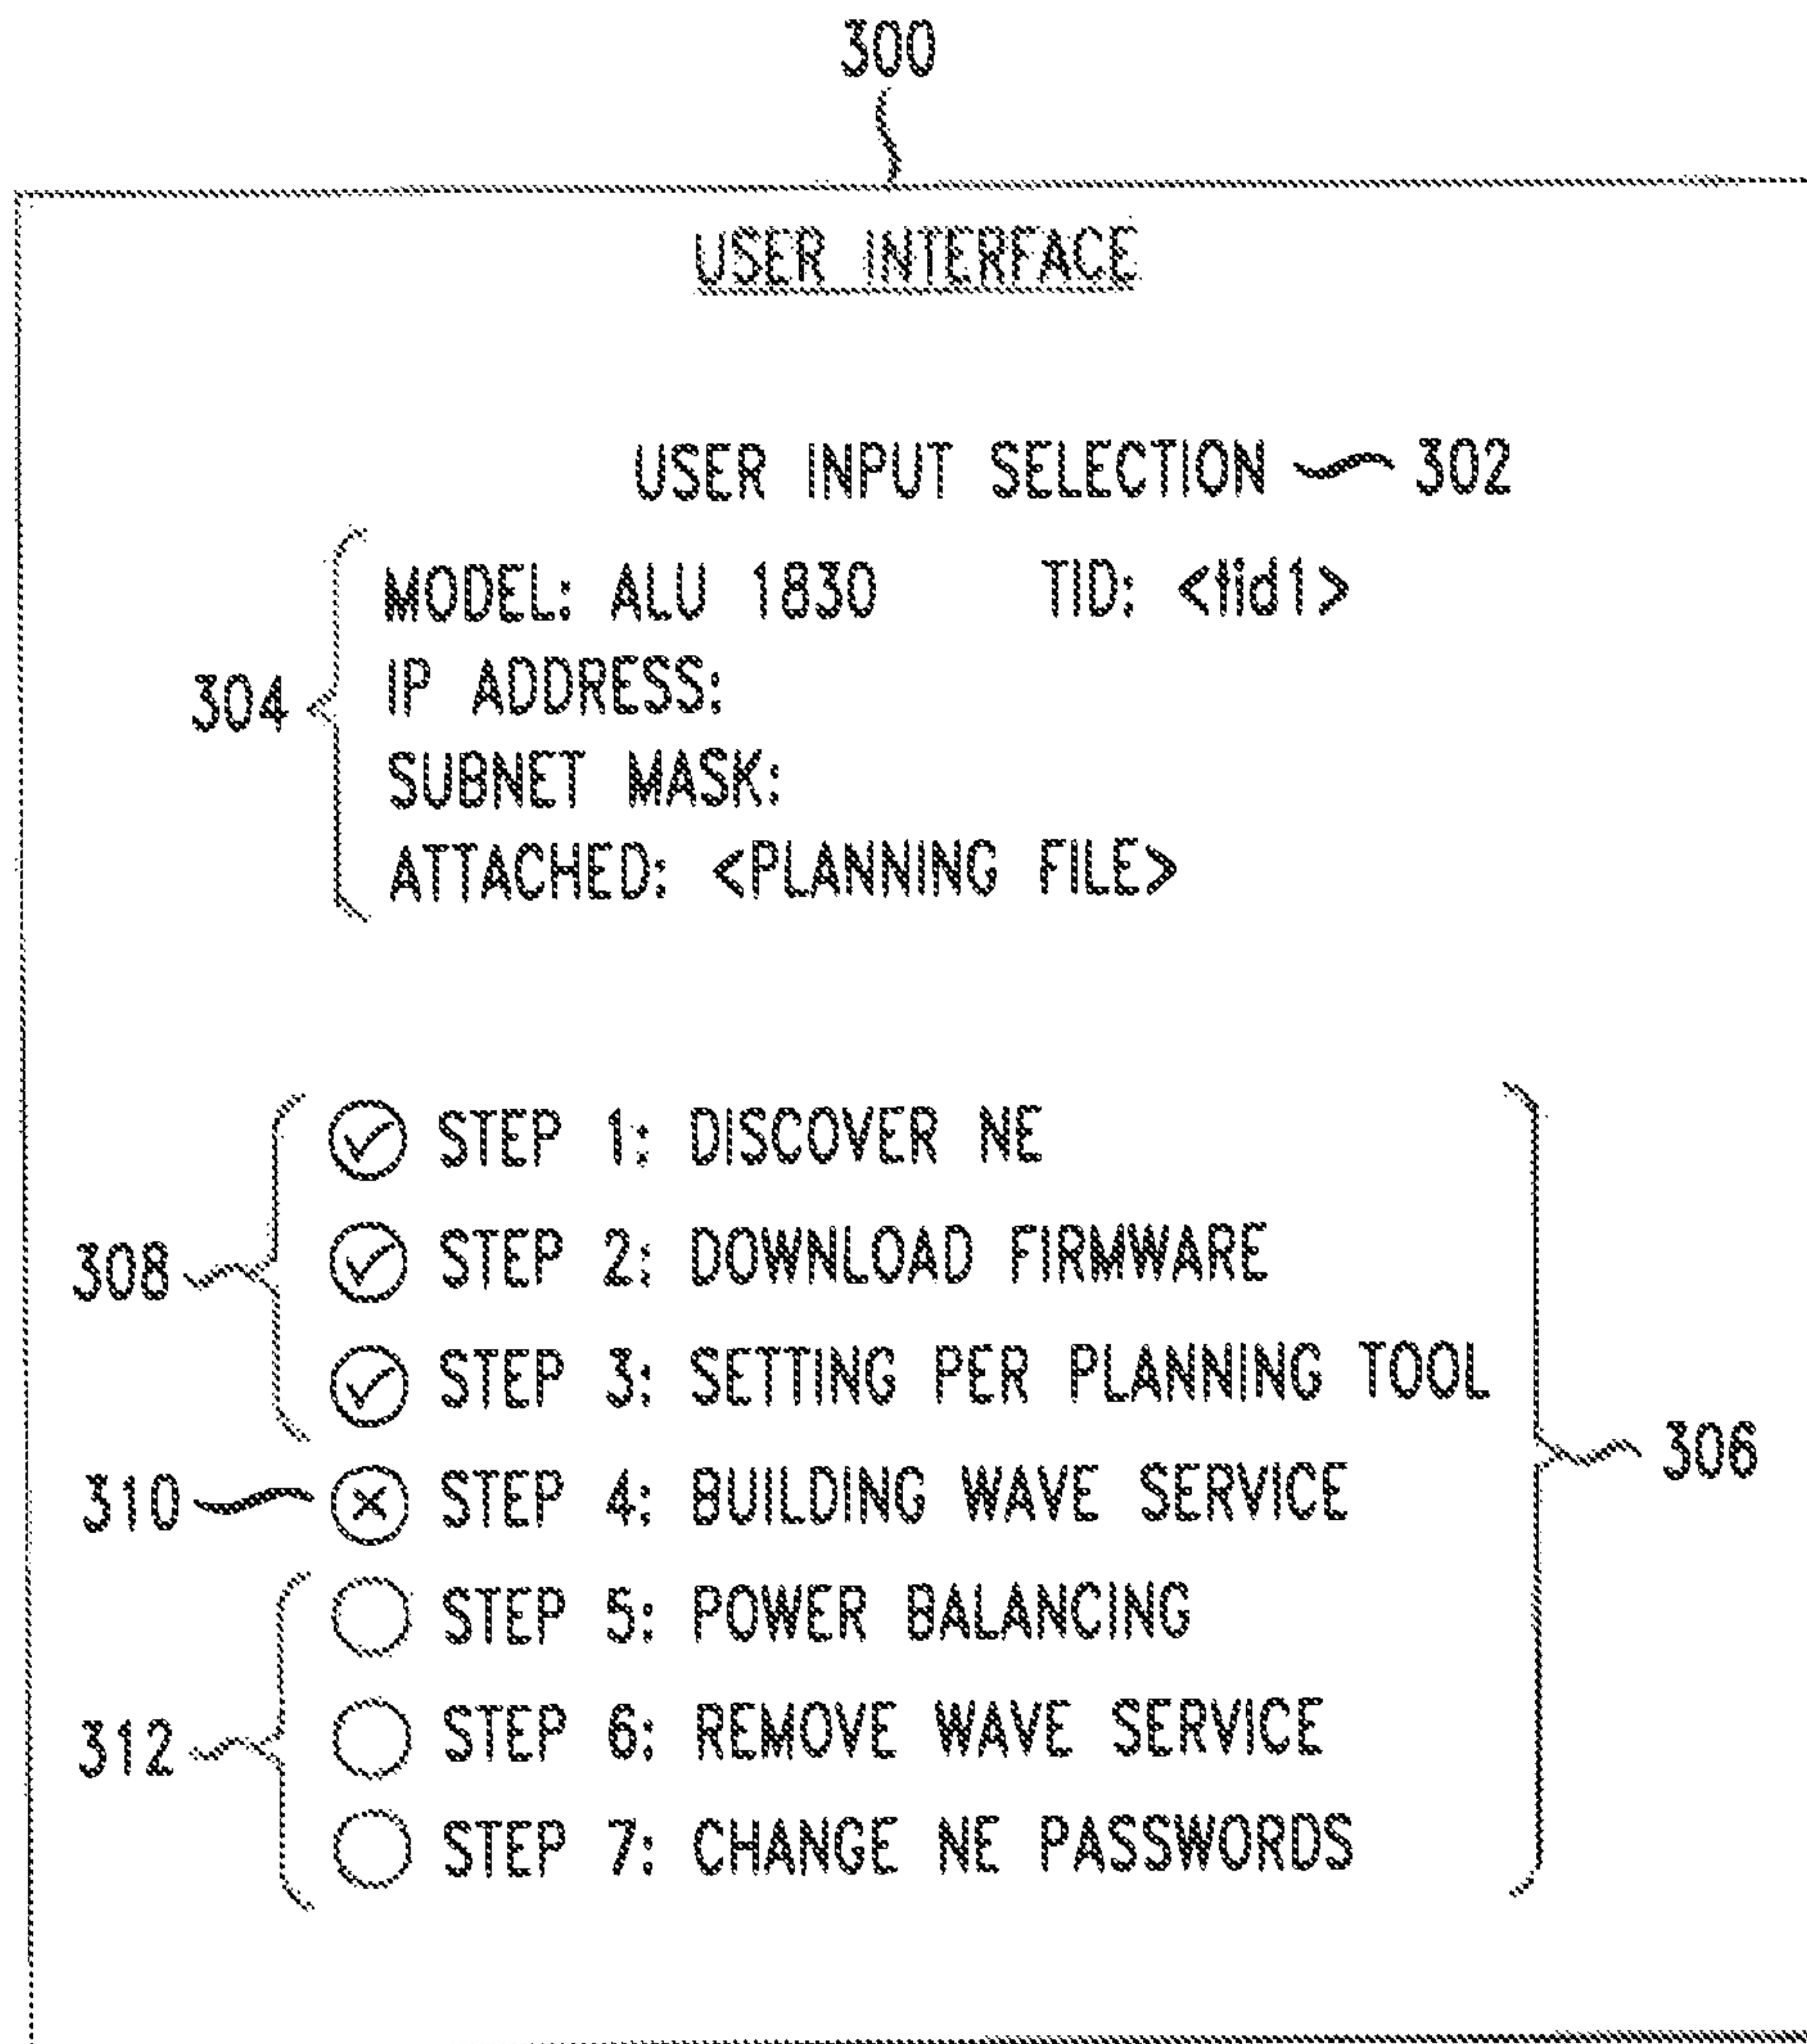 300
USER INTERFACE
USER INPUT SELECTION 302
304
MODEL: ALU 1830 TID: <tid1>
IP ADDRESS:
SUBNET MASK:
ATTACHED: <PLANNING FILE>
308
STEP 1: DISCOVER NE
STEP 2: DOWNLOAD FIRMWARE
STEP 3: SETTING PER PLANNING TOOL
306
310 STEP 4: BUILDING WAVE SERVICE
312
STEP 5: POWER BALANCING
STEP 6: REMOVE WAVE SERVICE
STEP 7: CHANGE NE PASSWORDS